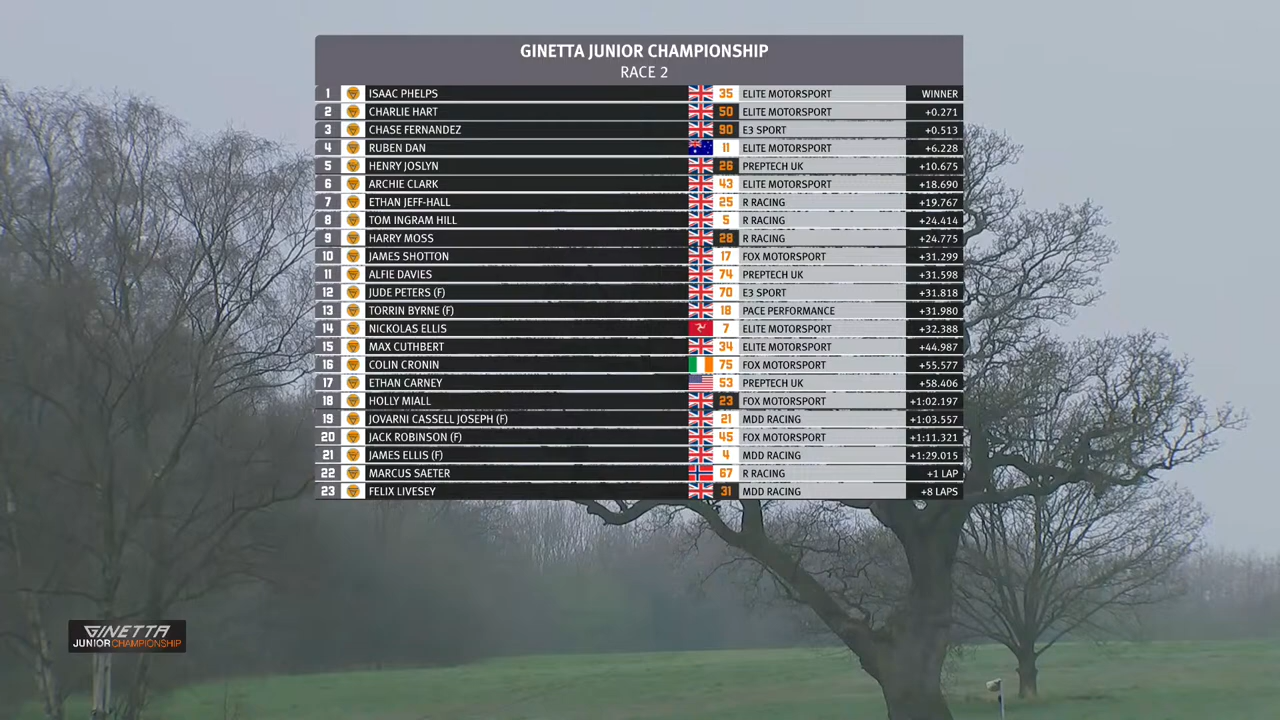 GINETTA JUNIOR CHAMPIONSHIP
RACE 2
1 ISAAC PHELPS 35 ELITE MOTORSPORT WINNER
2 CHARLIE HART 50 ELITE MOTORSPORT +0.271
3 CHASE FERNANDEZ 90 E3 SPORT +0.513
4 RUBEN DAN 11 ELITE MOTORSPORT +6.228
5 HENRY JOSLYN 26 PREPTECH UK +10.675
6 ARCHIE CLARK 43 ELITE MOTORSPORT +18.690
7 ETHAN JEFF-HALL 25 R RACING +19.767
8 TOM INGRAM HILL 5 R RACING +24.414
9 HARRY MOSS 28 R RACING +24.775
10 JAMES SHOTTON 17 FOX MOTORSPORT +31.299
11 ALFIE DAVIES 74 PREPTECH UK +31.598
12 JUDE PETERS (F) 70 E3 SPORT +31.818
13 TORRIN BYRNE (F) 18 PACE PERFORMANCE +31.980
14 NICKOLAS ELLIS 7 ELITE MOTORSPORT +32.388
15 MAX CUTHBERT 34 ELITE MOTORSPORT +44.987
16 COLIN CRONIN 75 FOX MOTORSPORT +55.577
17 ETHAN CARNEY 53 PREPTECH UK +58.406
18 HOLLY MIALL 23 FOX MOTORSPORT +1:02.197
19 JOVARNI CASSELL JOSEPH (F) 21 MDD RACING +1:03.557
20 JACK ROBINSON (F) 45 FOX MOTORSPORT +1:11.321
21 JAMES ELLIS (F) 4 MDD RACING +1:29.015
22 MARCUS SAETER 67 R RACING +1 LAP
23 FELIX LIVESEY 31 MDD RACING +8 LAPS
GINETTA
JUNIOR CHAMPIONSHIP